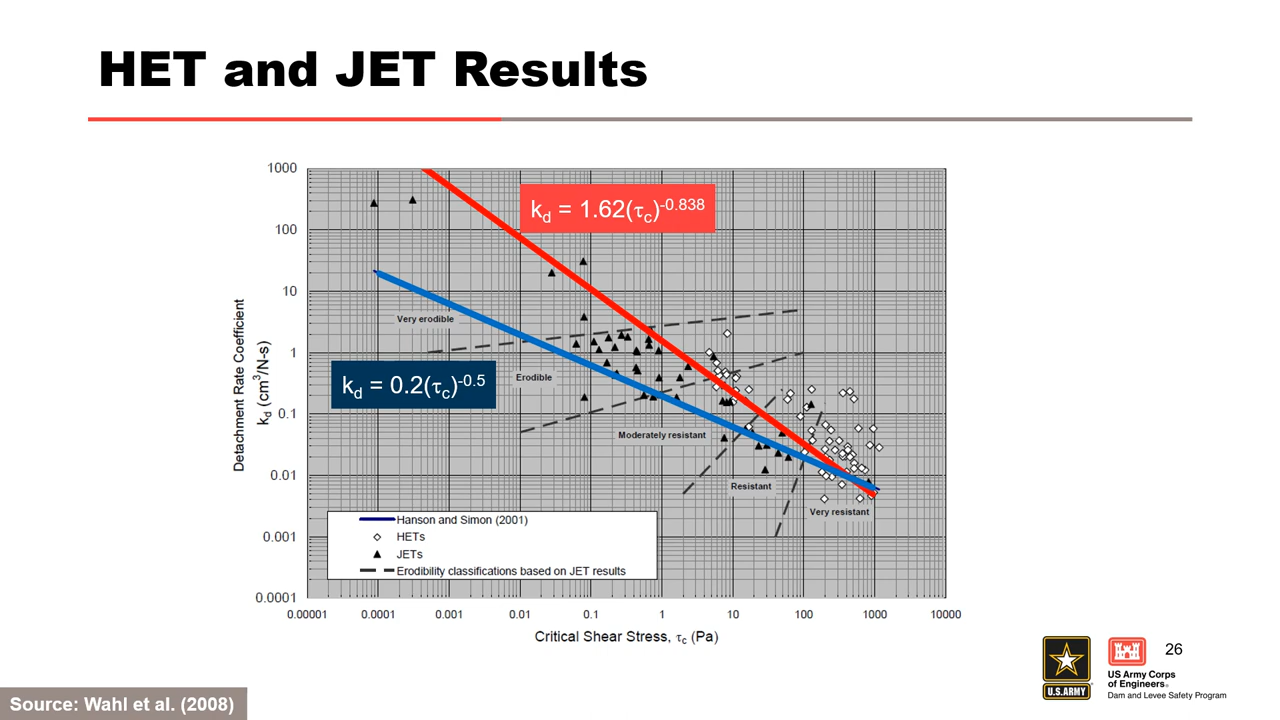 HET and JET Results
1000
100
10
1
0.1
0.01
0.001
0.0001
Detachment Rate Coefficient
kd (cm3/N-s)
kd = 1.62(τc)-0.838
kd = 0.2(τc)-0.5
Very erodible
Erodible
Moderately resistant
Resistant
Very resistant
Hanson and Simon (2001)
HETs
JETs
Erodibility classifications based on JET results
0.00001 0.0001 0.001 0.01 0.1 1 10 100 1000 10000
Critical Shear Stress, τc (Pa)
26
U.S.ARMY
US Army Corps
of Engineers®
Dam and Levee Safety Program
Source: Wahl et al. (2008)